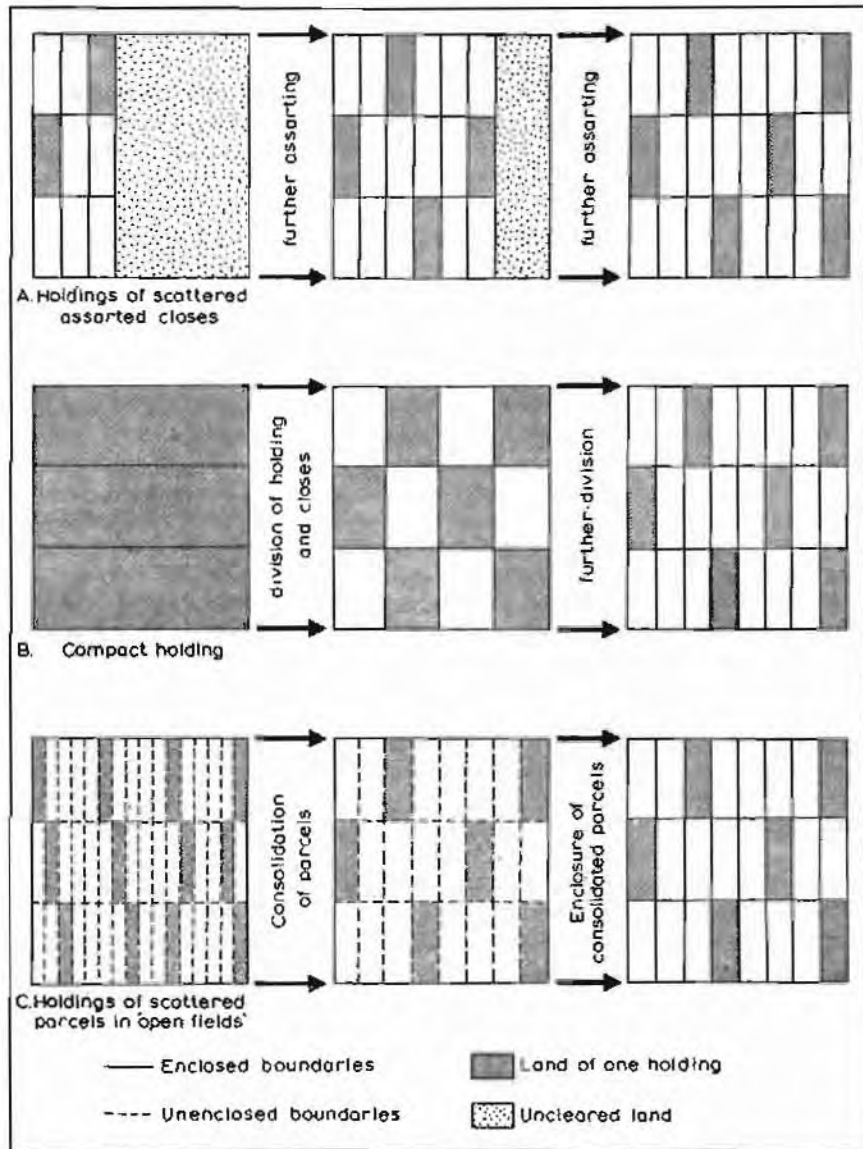 further assarting
further assarting
A. Holdings of scattered
assarted closes
division of holding
and closes
further division
B. Compact holding
Consolidation
of parcels
Enclosure of
consolidated parcels
C. Holdings of scattered
parcels in 'open fields'
Enclosed boundaries
Land of one holding
Unenclosed boundaries
Uncleared land